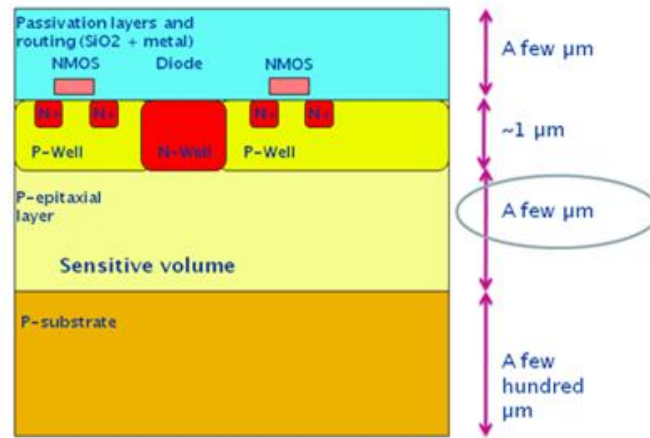 Passivation layers and
routing (SiO2 + metal)
NMOS Diode NMOS
N+ N+ N+ N+
P-Well N-Well P-Well
P-epitaxial
layer
Sensitive volume
P-substrate
A few µm
~1 µm
A few µm
A few
hundred
µm